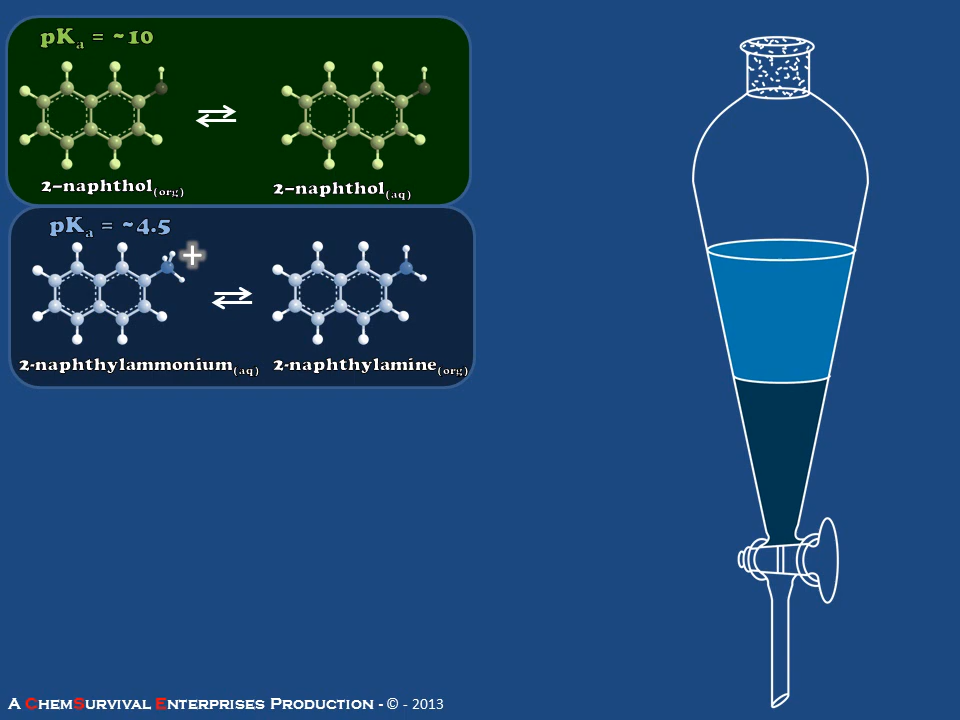 pKa = ~10
2–naphthol(org)
2–naphthol(aq)
pKa = ~4.5
+
2-naphthylammonium(aq)
2-naphthylamine(org)
A ChemSurvival Enterprises Production - © - 2013